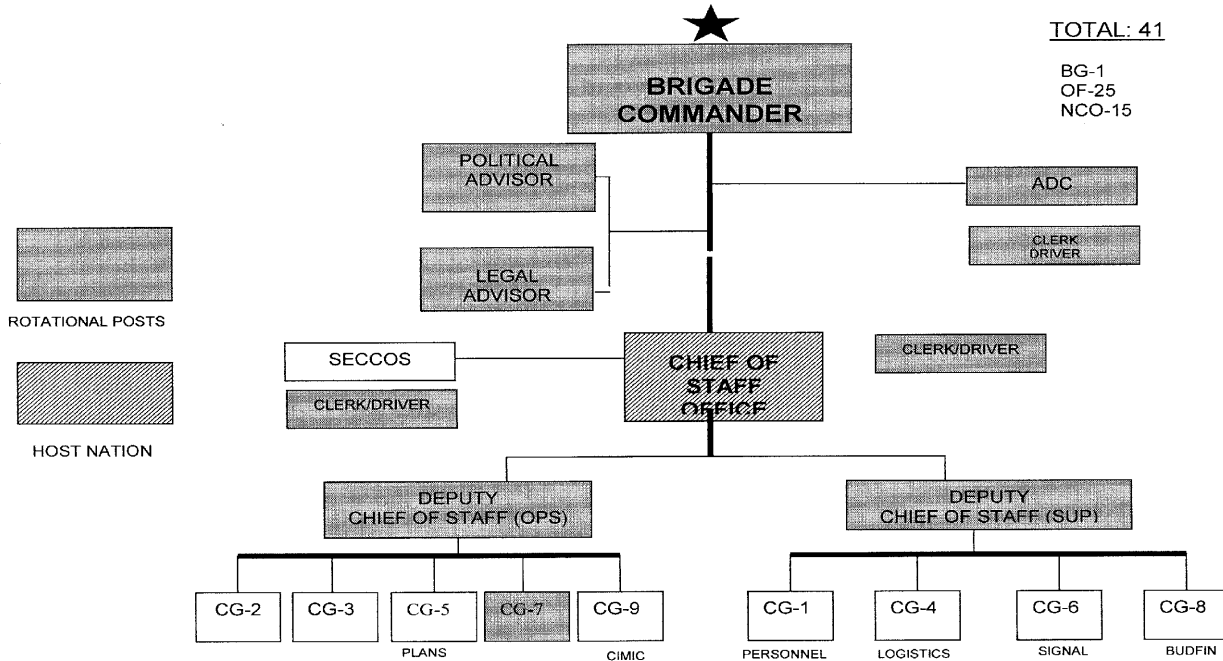 TOTAL: 41
BG-1
OF-25
NCO-15
BRIGADE
COMMANDER
POLITICAL
ADVISOR
ADC
CLERK
DRIVER
LEGAL
ADVISOR
ROTATIONAL POSTS
SECCOS
CHIEF OF
STAFF
OFFICE
CLERK/DRIVER
CLERK/DRIVER
HOST NATION
DEPUTY
CHIEF OF STAFF (OPS)
DEPUTY
CHIEF OF STAFF (SUP)
CG-2
CG-3
CG-5
CG-7
CG-9
CG-1
CG-4
CG-6
CG-8
PLANS
CIMIC
PERSONNEL
LOGISTICS
SIGNAL
BUDFIN